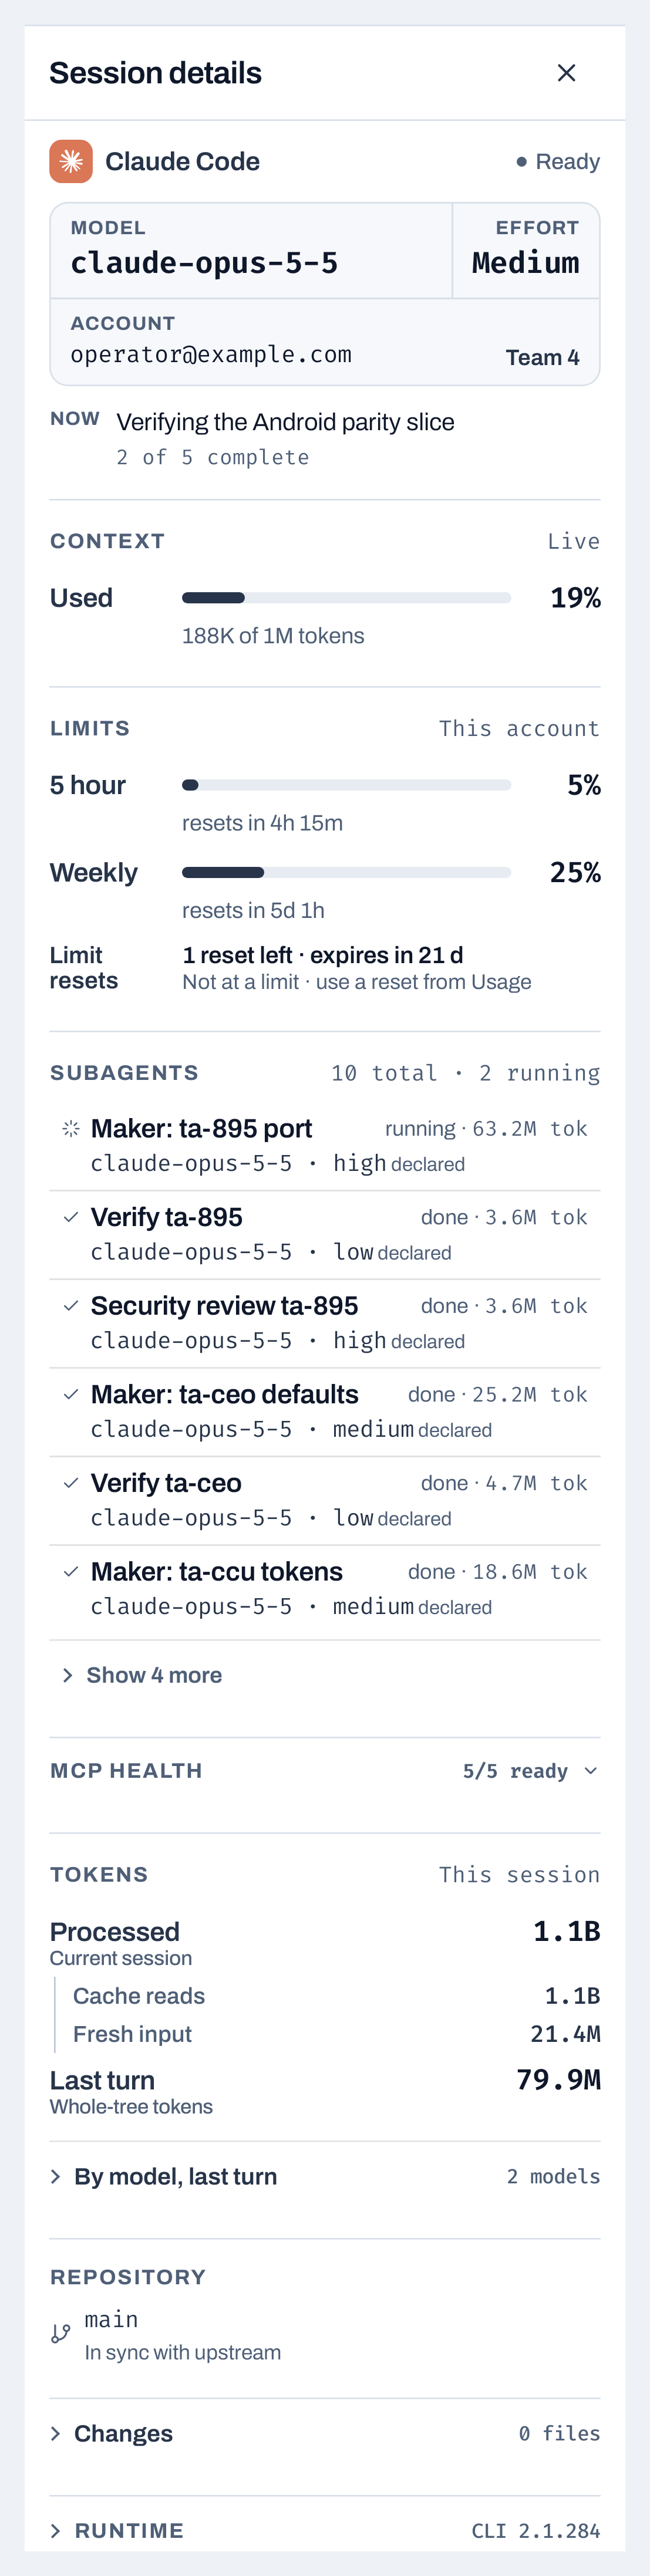 Session details
Claude Code
Ready
MODEL
claude-opus-5-5
EFFORT
Medium
ACCOUNT
operator@example.com
Team 4
NOW
Verifying the Android parity slice
2 of 5 complete
CONTEXT
Live
Used
19%
188K of 1M tokens
LIMITS
This account
5 hour
5%
resets in 4h 15m
Weekly
25%
resets in 5d 1h
Limit resets
1 reset left · expires in 21 d
Not at a limit · use a reset from Usage
SUBAGENTS
10 total · 2 running
Maker: ta-895 port
running · 63.2M tok
claude-opus-5-5 · high declared
Verify ta-895
done · 3.6M tok
claude-opus-5-5 · low declared
Security review ta-895
done · 3.6M tok
claude-opus-5-5 · high declared
Maker: ta-ceo defaults
done · 25.2M tok
claude-opus-5-5 · medium declared
Verify ta-ceo
done · 4.7M tok
claude-opus-5-5 · low declared
Maker: ta-ccu tokens
done · 18.6M tok
claude-opus-5-5 · medium declared
Show 4 more
MCP HEALTH
5/5 ready
TOKENS
This session
Processed
1.1B
Current session
Cache reads
1.1B
Fresh input
21.4M
Last turn
79.9M
Whole-tree tokens
By model, last turn
2 models
REPOSITORY
main
In sync with upstream
Changes
0 files
RUNTIME
CLI 2.1.284